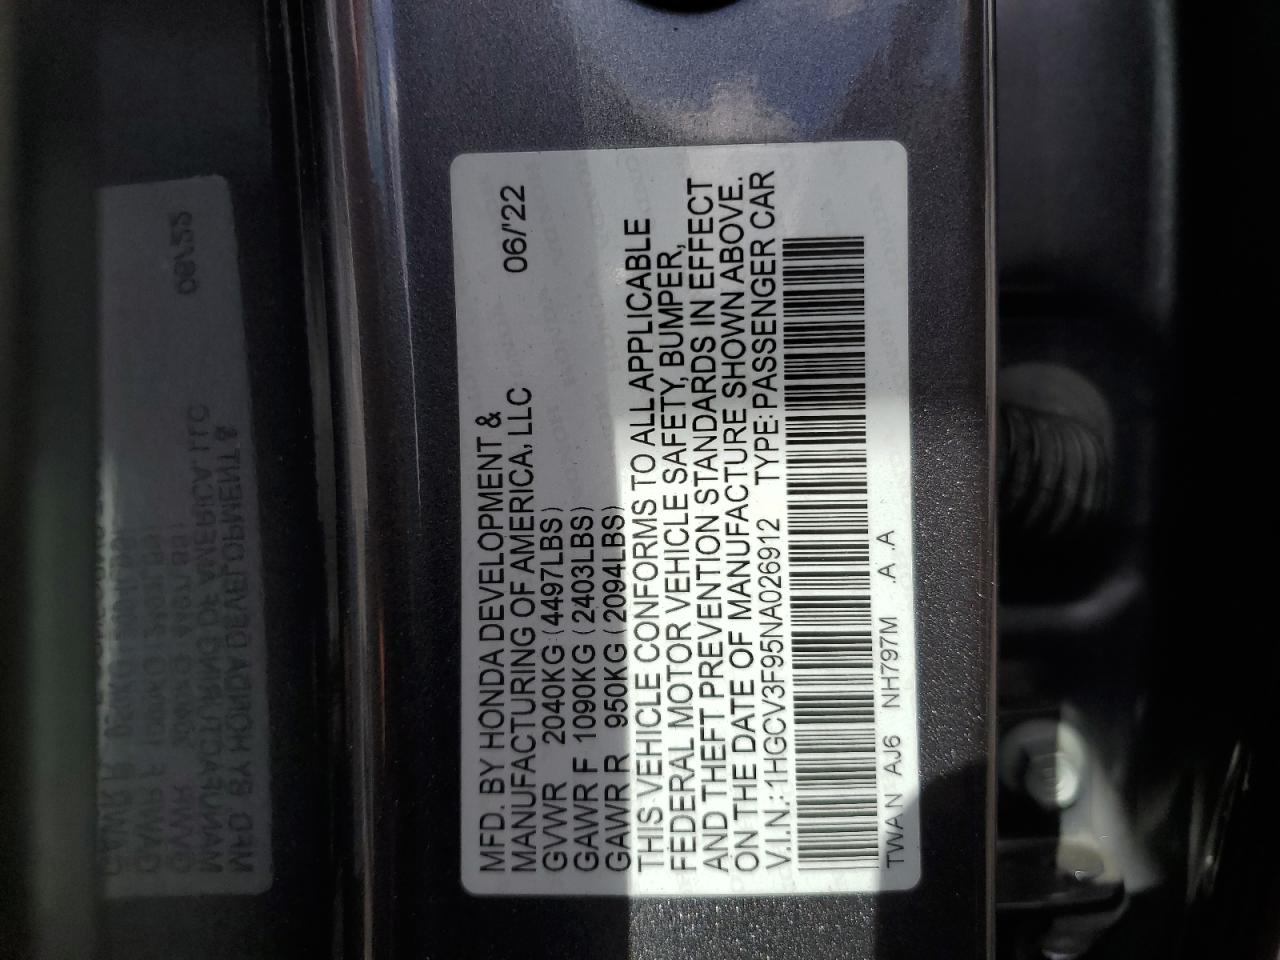 MFD. BY HONDA DEVELOPMENT &
MANUFACTURING OF AMERICA, LLC 06/'22
GVWR 2040KG (4497LBS)
GAWR F 1090KG (2403LBS)
GAWR R 950KG (2094LBS)
THIS VEHICLE CONFORMS TO ALL APPLICABLE
FEDERAL MOTOR VEHICLE SAFETY, BUMPER,
AND THEFT PREVENTION STANDARDS IN EFFECT
ON THE DATE OF MANUFACTURE SHOWN ABOVE.
V.I.N.: 1HGCV3F95NA026912 TYPE: PASSENGER CAR
TWAN AJ6 NH797M .A .A